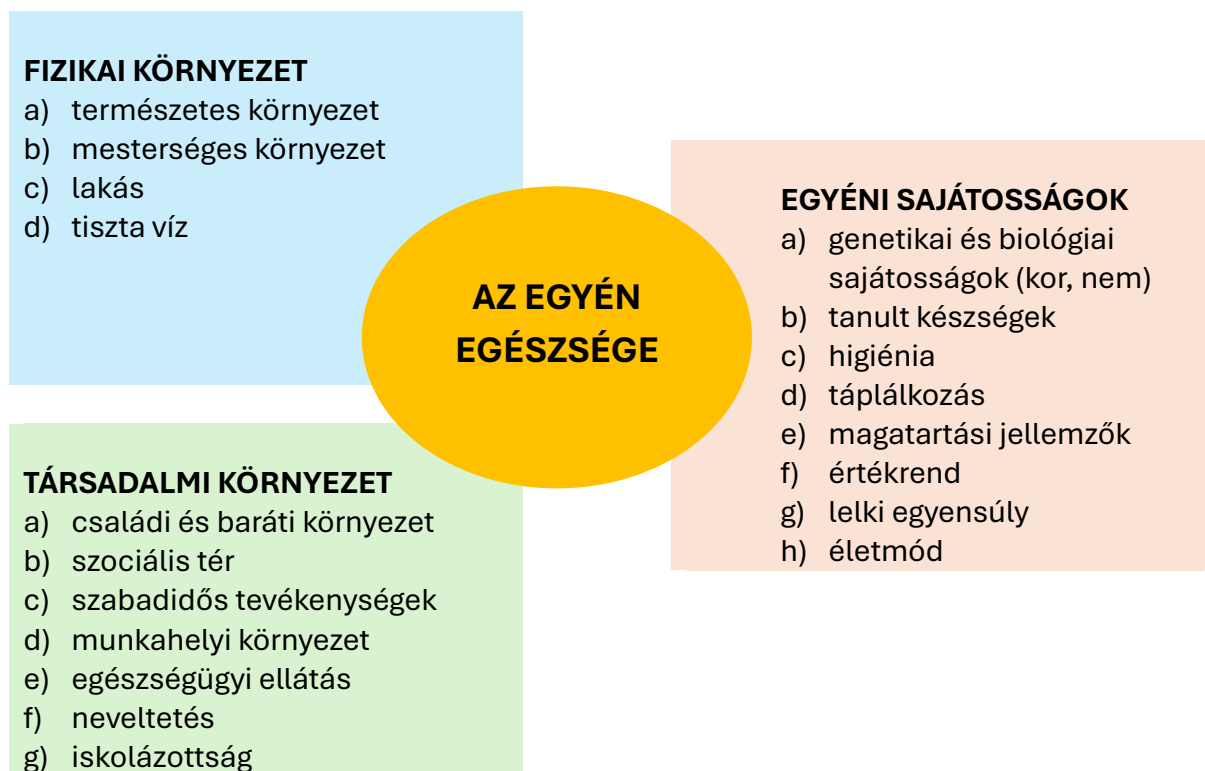 FIZIKAI KÖRNYEZET
a) természetes környezet
b) mesterséges környezet
c) lakás
d) tiszta víz
AZ EGYÉN
EGÉSZSÉGE
EGYÉNI SAJÁTOSSÁGOK
a) genetikai és biológiai
sajátosságok (kor, nem)
b) tanult készségek
c) higiénia
d) táplálkozás
e) magatartási jellemzők
f) értékrend
g) lelki egyensúly
h) életmód
TÁRSADALMI KÖRNYEZET
a) családi és baráti környezet
b) szociális tér
c) szabadidős tevékenységek
d) munkahelyi környezet
e) egészségügyi ellátás
f) neveltetés
g) iskolázottság